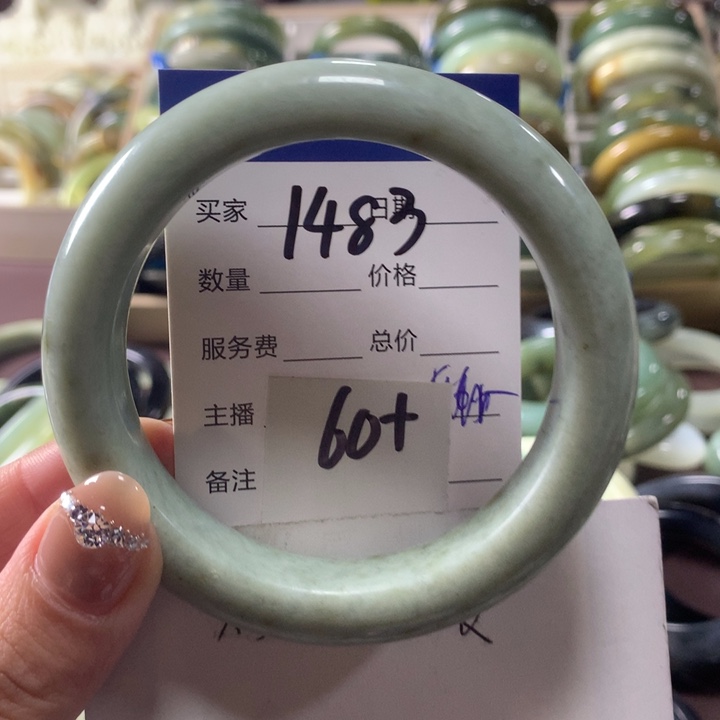 买家 1483 日期
数量 价格
服务费 总价
主播 60+
备注